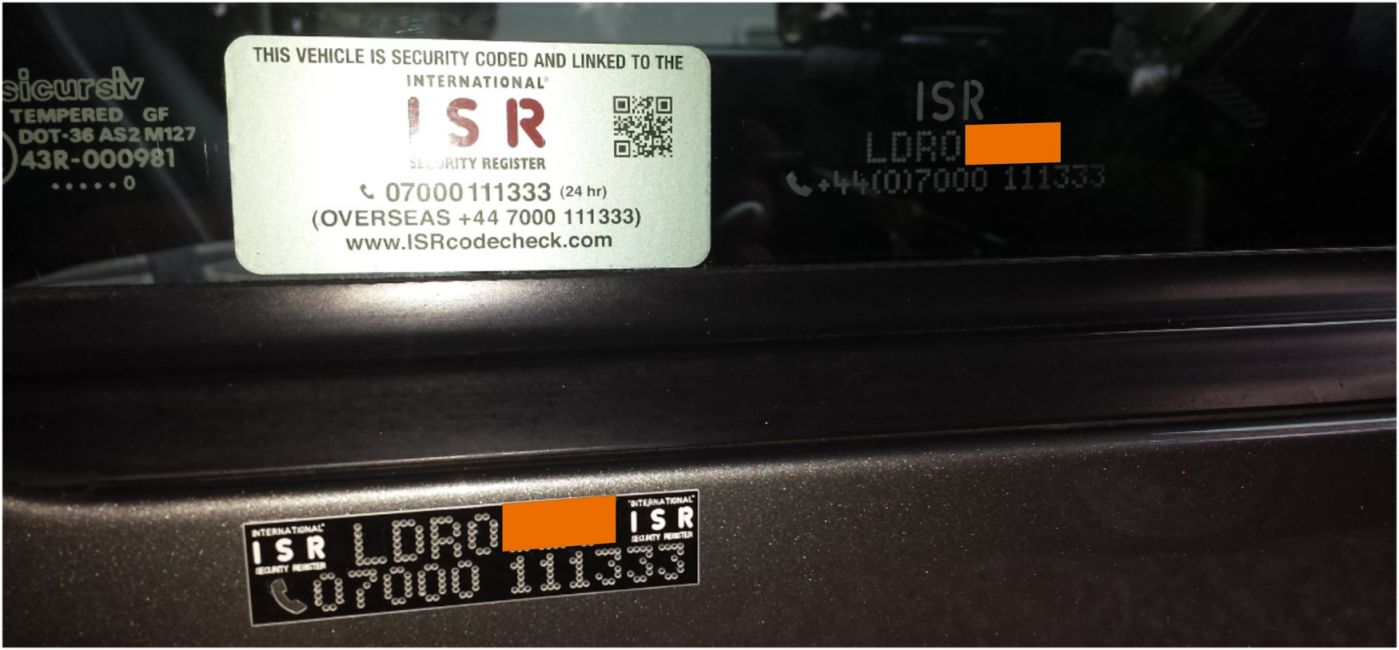 sicursiv
TEMPERED GF
DOT-36 AS2 M127
43R-000981
.....0
THIS VEHICLE IS SECURITY CODED AND LINKED TO THE
INTERNATIONAL
ISR
SECURITY REGISTER
07000 111333 (24 hr)
(OVERSEAS +44 7000 111333)
www.ISRcodecheck.com
ISR
LDR0
+44(0)7000 111333
INTERNATIONAL
ISR
SECURITY REGISTER
LDR0
07000 111333
INTERNATIONAL
ISR
SECURITY REGISTER